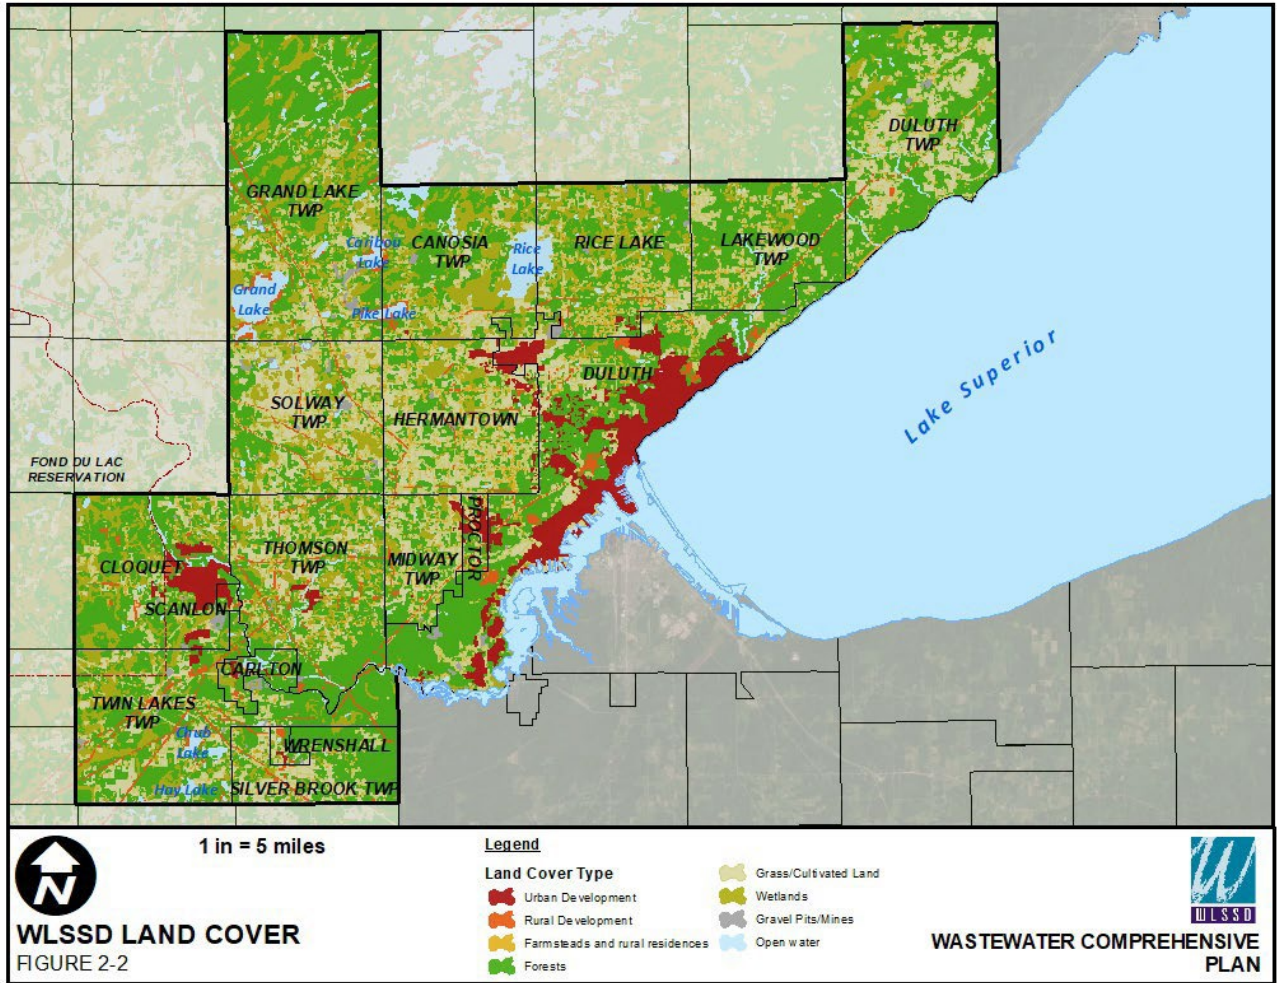 DULUTH
TWP
GRAND LAKE
TWP
Caribou
Lake
CANOSIA
TWP
Rice
Lake
RICE LAKE
LAKEWOOD
TWP
Grand
Lake
Pike Lake
DULUTH
SOLWAY
TWP
HERMANTOWN
Lake Superior
FOND DU LAC
RESERVATION
PROCTOR
THOMSON
TWP
MIDWAY
TWP
CLOQUET
SCANLON
CARLTON
TWIN LAKES
TWP
Chub
Lake
WRENSHALL
Hay Lake
SILVER BROOK TWP
N
1 in = 5 miles
WLSSD LAND COVER
FIGURE 2-2
Legend
Land Cover Type
Urban Development
Rural Development
Farmsteads and rural residences
Forests
Grass/Cultivated Land
Wetlands
Gravel Pits/Mines
Open water
W
WLSSD
WASTEWATER COMPREHENSIVE
PLAN